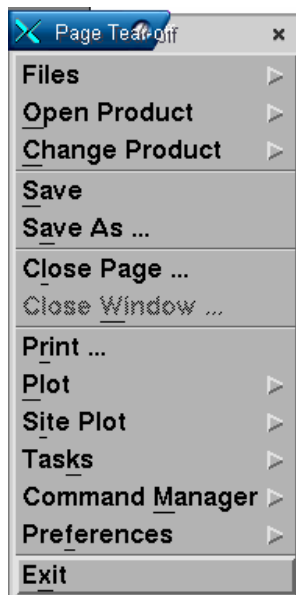 Page Tear-off
Files
Open Product
Change Product
Save
Save As ...
Close Page ...
Close Window ...
Print ...
Plot
Site Plot
Tasks
Command Manager
Preferences
Exit